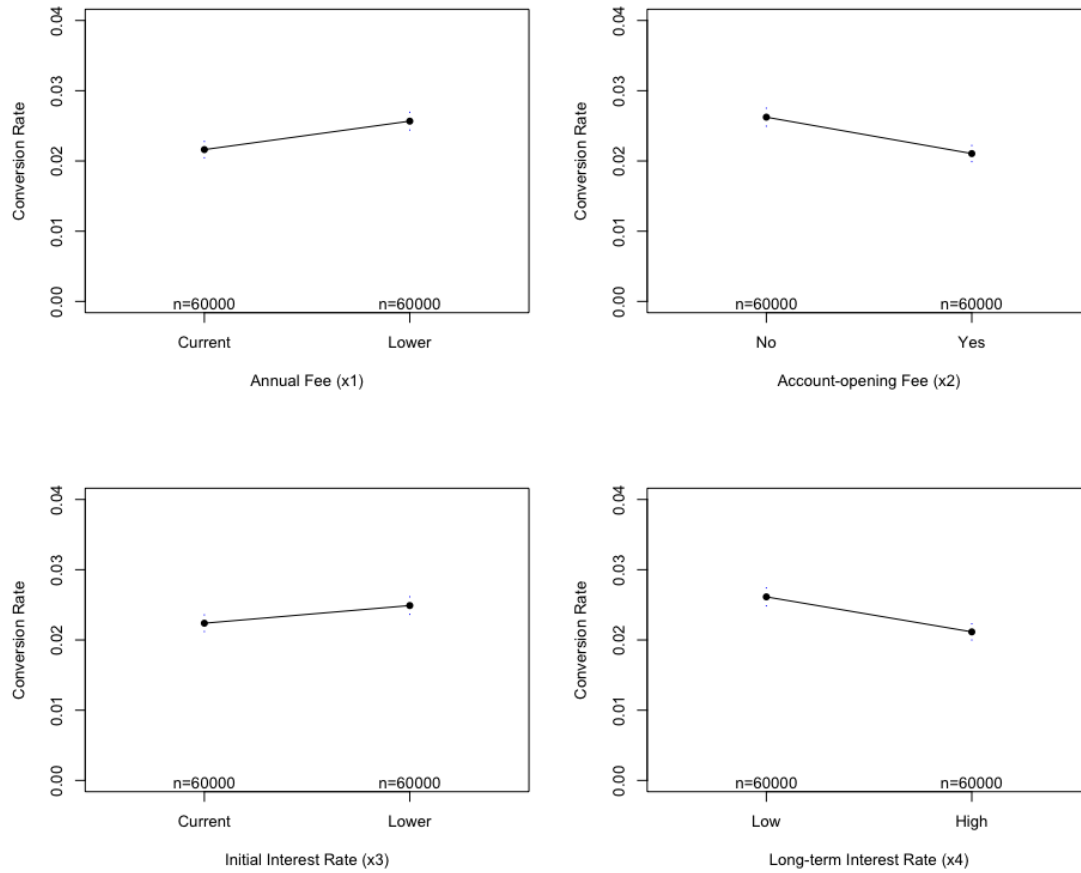 Conversion Rate
0.00 0.01 0.02 0.03 0.04
n=60000 n=60000
Current Lower
Annual Fee (x1)
Conversion Rate
0.00 0.01 0.02 0.03 0.04
n=60000 n=60000
No Yes
Account-opening Fee (x2)
Conversion Rate
0.00 0.01 0.02 0.03 0.04
n=60000 n=60000
Current Lower
Initial Interest Rate (x3)
Conversion Rate
0.00 0.01 0.02 0.03 0.04
n=60000 n=60000
Low High
Long-term Interest Rate (x4)